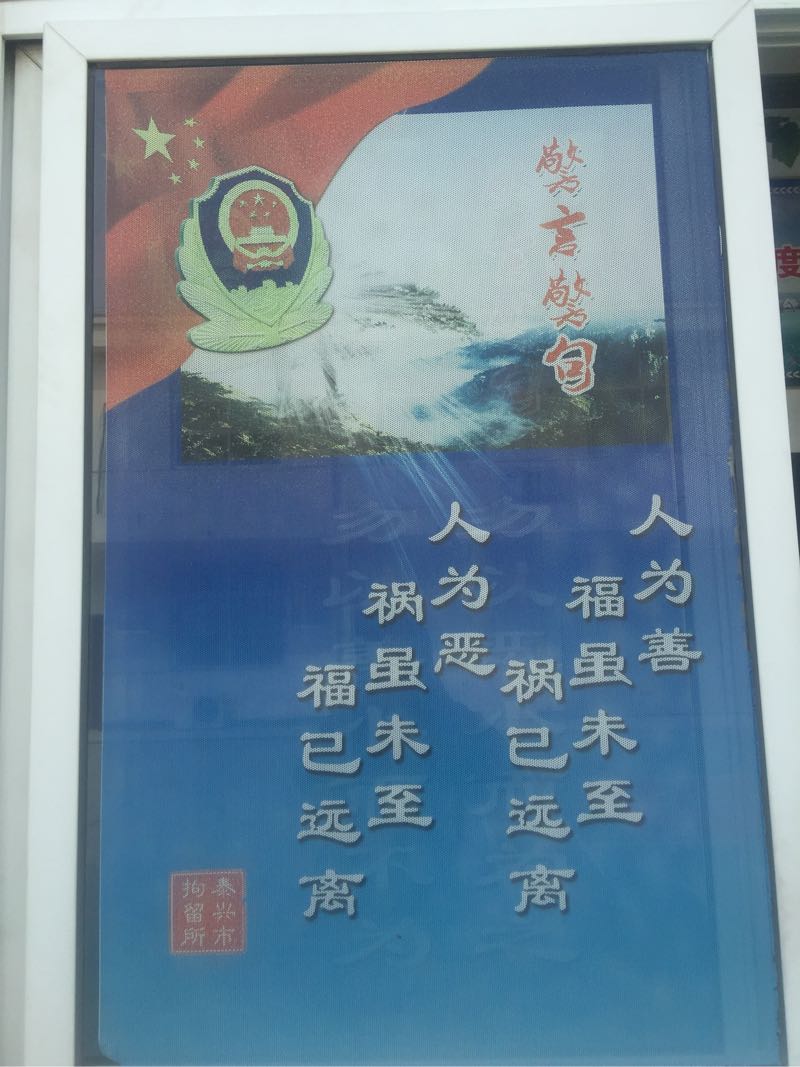 警言警句
人为善
福虽未至
祸已远离
人为恶
祸虽未至
福已远离
泰兴市
拘留所
度